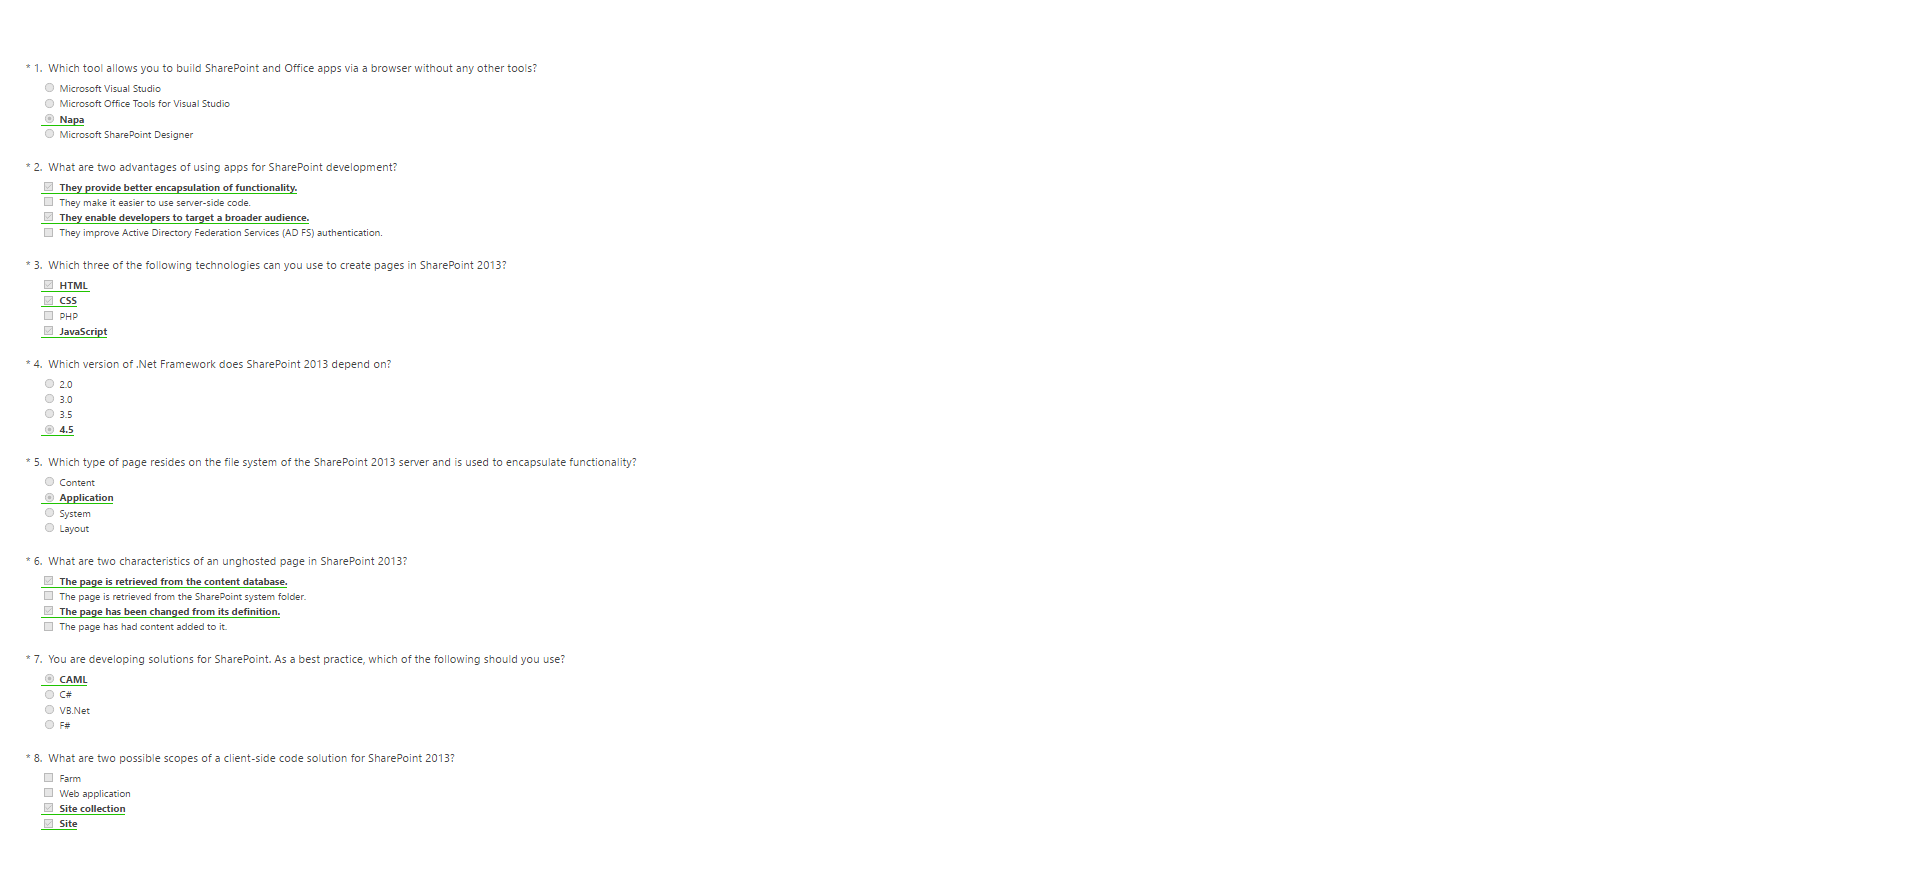 * 1. Which tool allows you to build SharePoint and Office apps via a browser without any other tools?
Microsoft Visual Studio
Microsoft Office Tools for Visual Studio
Napa
Microsoft SharePoint Designer
* 2. What are two advantages of using apps for SharePoint development?
They provide better encapsulation of functionality.
They make it easier to use server-side code.
They enable developers to target a broader audience.
They improve Active Directory Federation Services (AD FS) authentication.
* 3. Which three of the following technologies can you use to create pages in SharePoint 2013?
HTML
CSS
PHP
JavaScript
* 4. Which version of .Net Framework does SharePoint 2013 depend on?
2.0
3.0
3.5
4.5
* 5. Which type of page resides on the file system of the SharePoint 2013 server and is used to encapsulate functionality?
Content
Application
System
Layout
* 6. What are two characteristics of an unghosted page in SharePoint 2013?
The page is retrieved from the content database.
The page is retrieved from the SharePoint system folder.
The page has been changed from its definition.
The page has had content added to it.
* 7. You are developing solutions for SharePoint. As a best practice, which of the following should you use?
CAML
C#
VB.Net
F#
* 8. What are two possible scopes of a client-side code solution for SharePoint 2013?
Farm
Web application
Site collection
Site